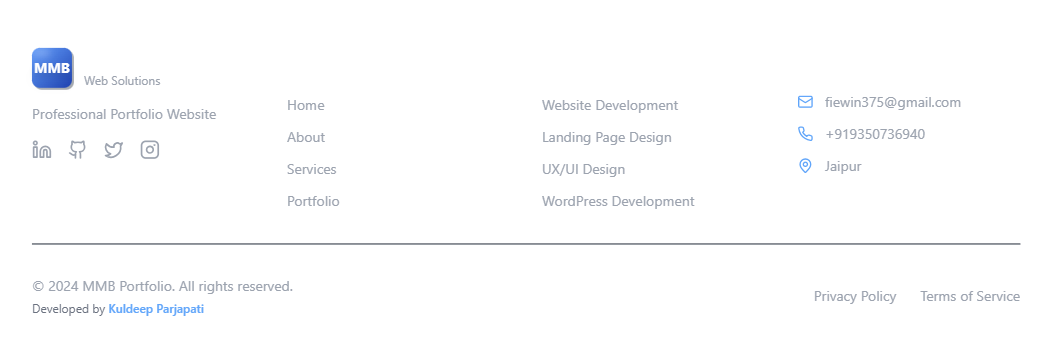 MMB
Web Solutions
Professional Portfolio Website
Home
About
Services
Portfolio
Website Development
Landing Page Design
UX/UI Design
WordPress Development
fiewin375@gmail.com
+919350736940
Jaipur
© 2024 MMB Portfolio. All rights reserved.
Developed by Kuldeep Parjapati
Privacy Policy
Terms of Service